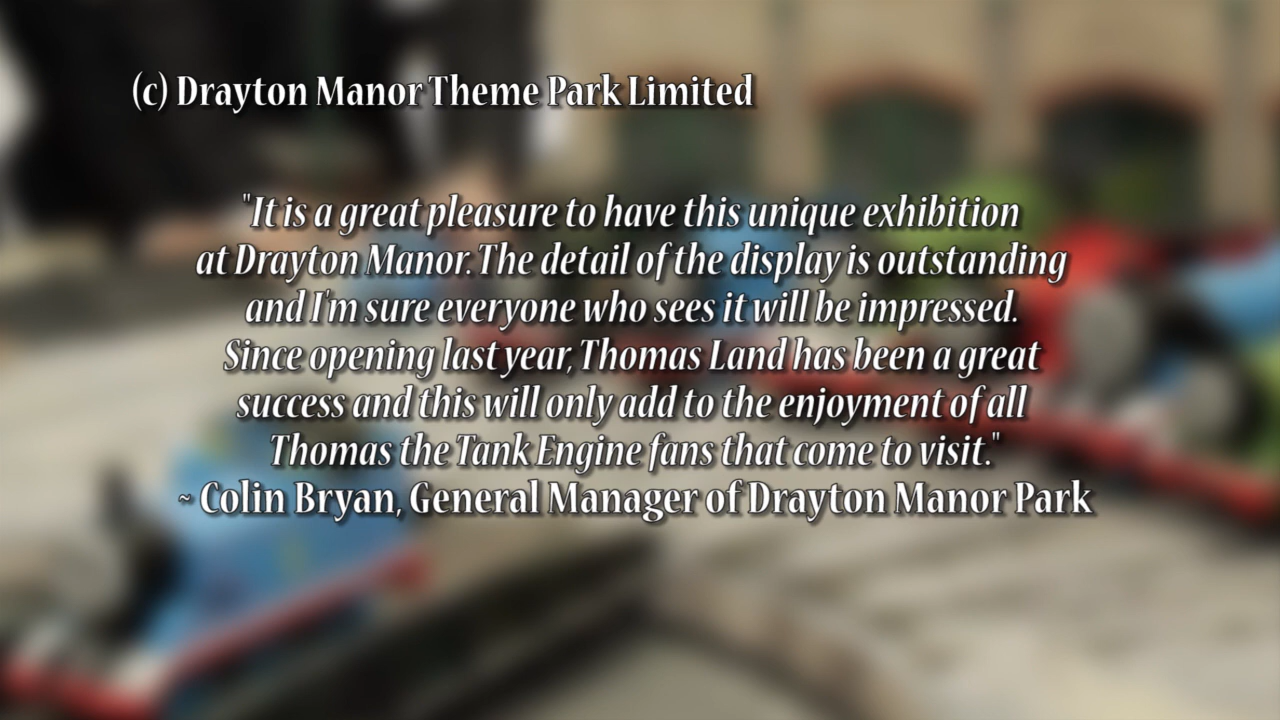 (c) Drayton Manor Theme Park Limited
"It is a great pleasure to have this unique exhibition
at Drayton Manor. The detail of the display is outstanding
and I'm sure everyone who sees it will be impressed.
Since opening last year, Thomas Land has been a great
success and this will only add to the enjoyment of all
Thomas the Tank Engine fans that come to visit."
~ Colin Bryan, General Manager of Drayton Manor Park